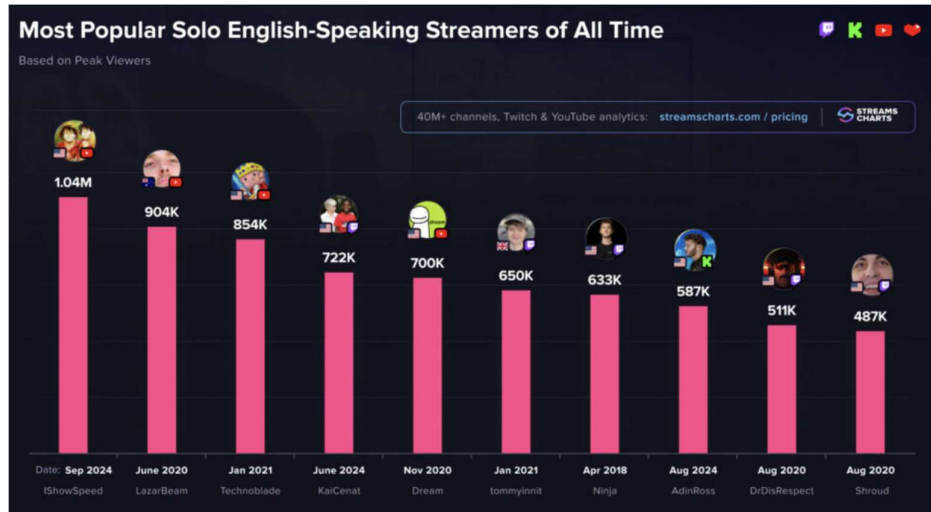 Most Popular Solo English-Speaking Streamers of All Time
Based on Peak Viewers
40M+ channels, Twitch & YouTube analytics: streamscharts.com / pricing
STREAMS
CHARTS
1.04M
904K
854K
722K
700K
650K
633K
587K
511K
487K
Date: Sep 2024 June 2020 Jan 2021 June 2024 Nov 2020 Jan 2021 Apr 2018 Aug 2024 Aug 2020 Aug 2020
IShowSpeed LazarBeam Technoblade KaiCenat Dream tommyinnit Ninja AdinRoss DrDisRespect Shroud